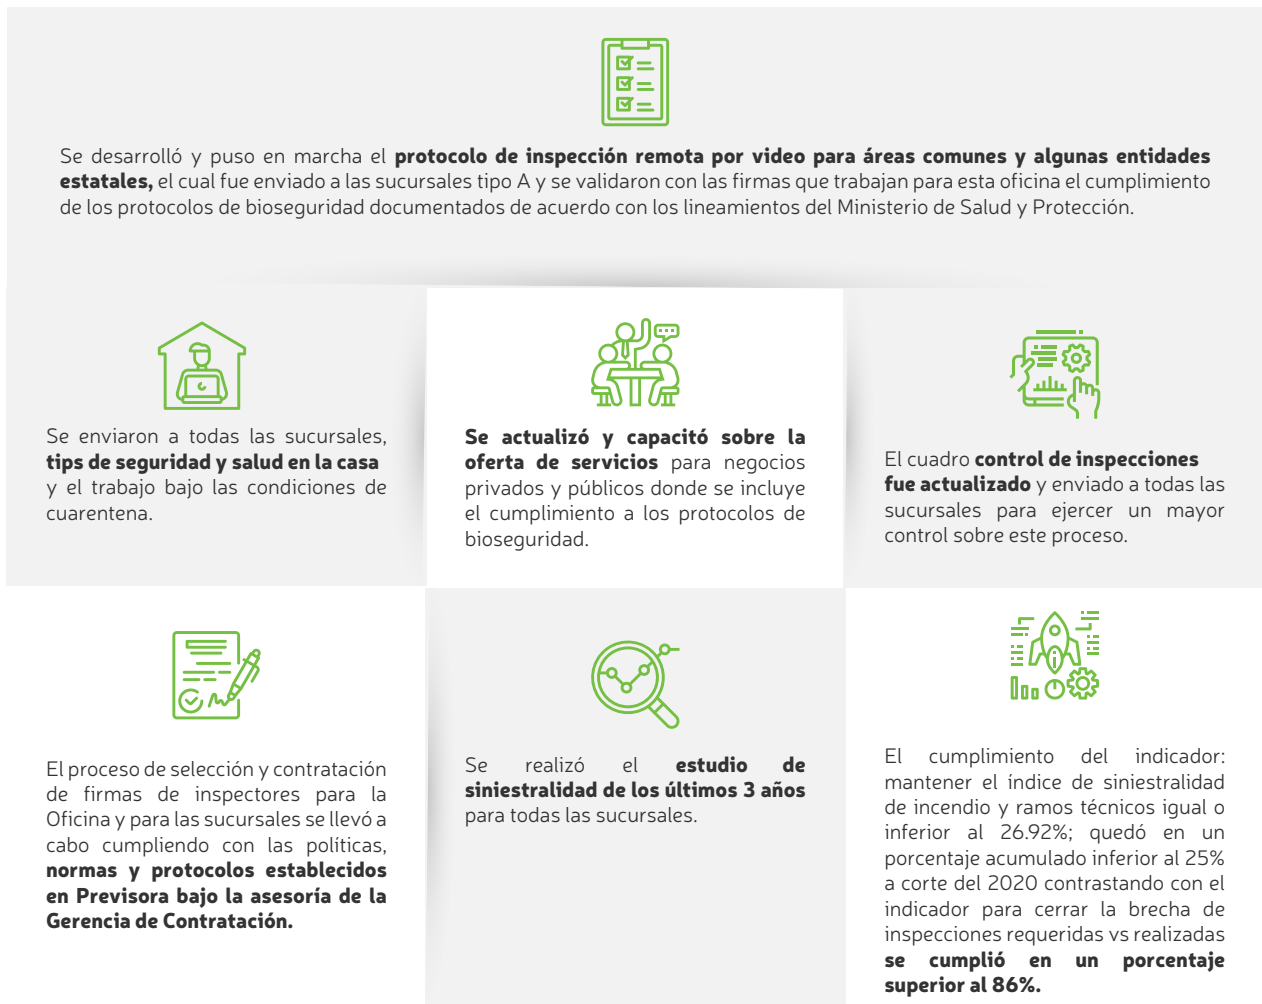 Se desarrolló y puso en marcha el protocolo de inspección remota por video para áreas comunes y algunas entidades
estatales, el cual fue enviado a las sucursales tipo A y se validaron con las firmas que trabajan para esta oficina el cumplimiento
de los protocolos de bioseguridad documentados de acuerdo con los lineamientos del Ministerio de Salud y Protección.
Se enviaron a todas las sucursales,
tips de seguridad y salud en la casa
y el trabajo bajo las condiciones de
cuarentena.
Se actualizó y capacitó sobre la
oferta de servicios para negocios
privados y públicos donde se incluye
el cumplimiento a los protocolos de
bioseguridad.
El cuadro control de inspecciones
fue actualizado y enviado a todas las
sucursales para ejercer un mayor
control sobre este proceso.
El proceso de selección y contratación
de firmas de inspectores para la
Oficina y para las sucursales se llevó a
cabo cumpliendo con las políticas,
normas y protocolos establecidos
en Previsora bajo la asesoría de la
Gerencia de Contratación.
Se realizó el estudio de
siniestralidad de los últimos 3 años
para todas las sucursales.
El cumplimiento del indicador:
mantener el índice de siniestralidad
de incendio y ramos técnicos igual o
inferior al 26.92%; quedó en un
porcentaje acumulado inferior al 25%
a corte del 2020 contrastando con el
indicador para cerrar la brecha de
inspecciones requeridas vs realizadas
se cumplió en un porcentaje
superior al 86%.